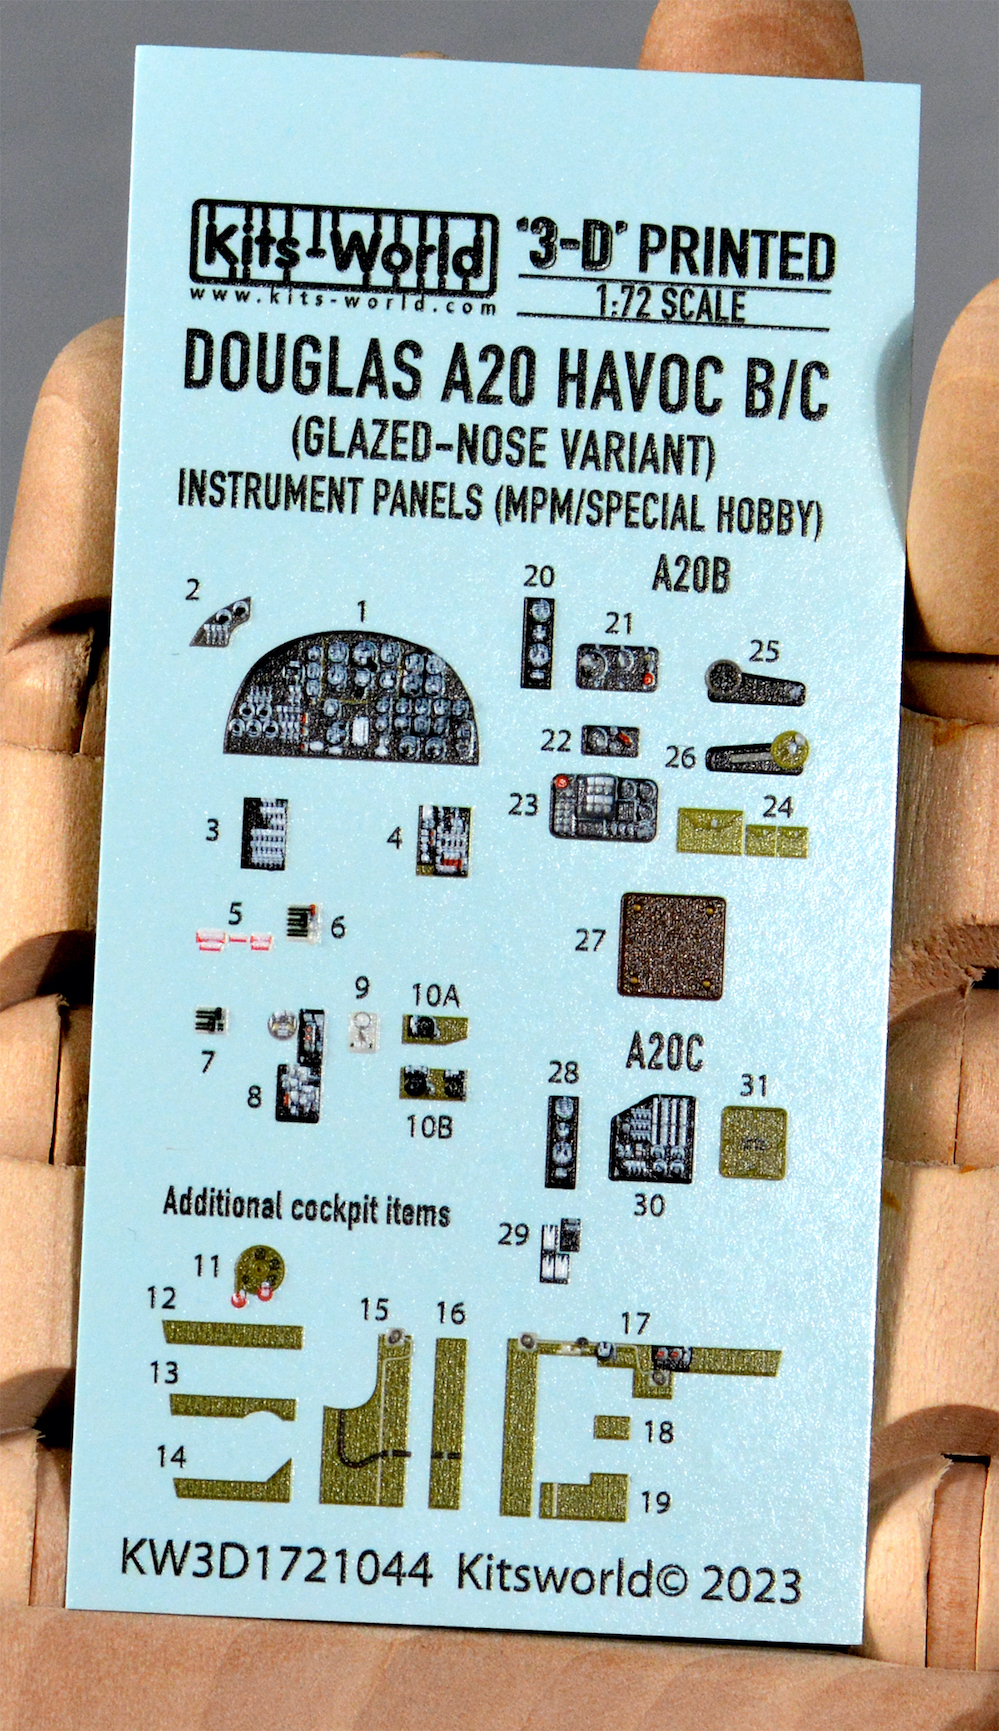 Kits-World
www.kits-world.com
'3-D' PRINTED
1:72 SCALE
DOUGLAS A20 HAVOC B/C
(GLAZED-NOSE VARIANT)
INSTRUMENT PANELS (MPM/SPECIAL HOBBY)
2
1
3
4
5
6
7
8
9
10A
10B
A20B
20
21
25
22
26
23
24
27
A20C
28
31
30
29
Additional cockpit items
11
12
13
14
15
16
17
18
19
KW3D1721044 Kitsworld© 2023